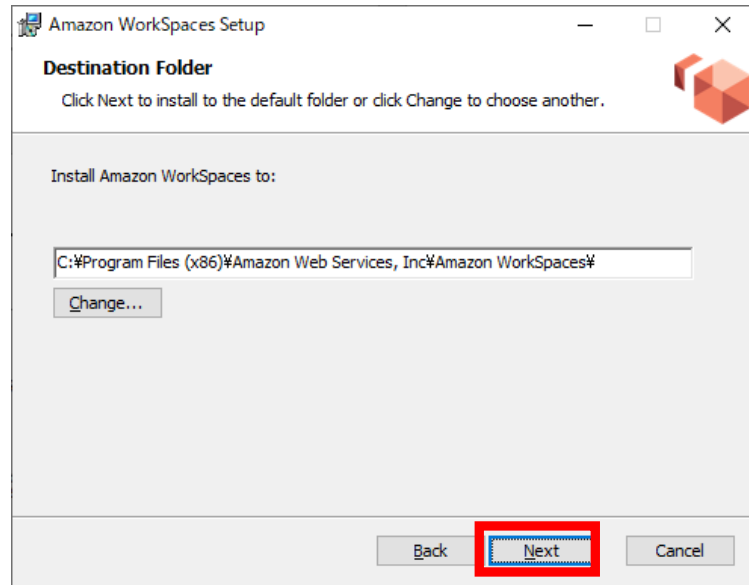 Amazon WorkSpaces Setup
Destination Folder
Click Next to install to the default folder or click Change to choose another.
Install Amazon WorkSpaces to:
C:¥Program Files (x86)¥Amazon Web Services, Inc¥Amazon WorkSpaces¥
Change...
Back Next Cancel